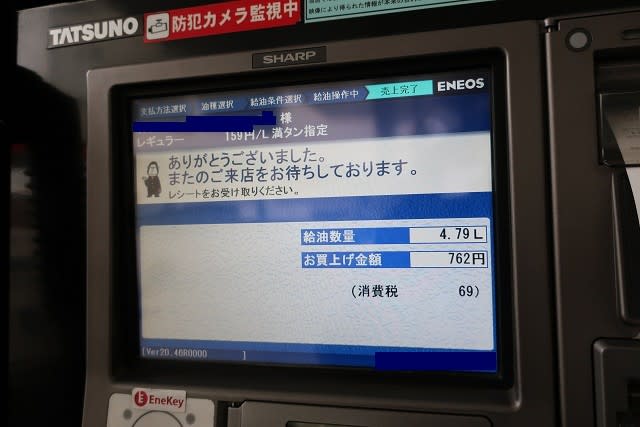 TATSUNO
防犯カメラ監視中
SHARP
支払方法選択 油種選択 給油条件選択 給油操作中 売上完了 ENEOS
様
レギュラー 159円/L 満タン指定
ありがとうございました。
またのご来店をお待ちしております。
レシートをお受け取りください。
給油数量 4.79L
お買上げ金額 762円
(消費税 69)
[Ver20.40R0000 ]
EneKey